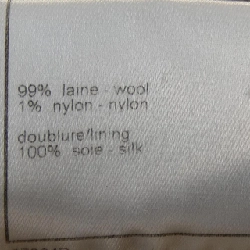 99% laine - wool
1% nylon - nylon
doublure/lining
100% soie - silk